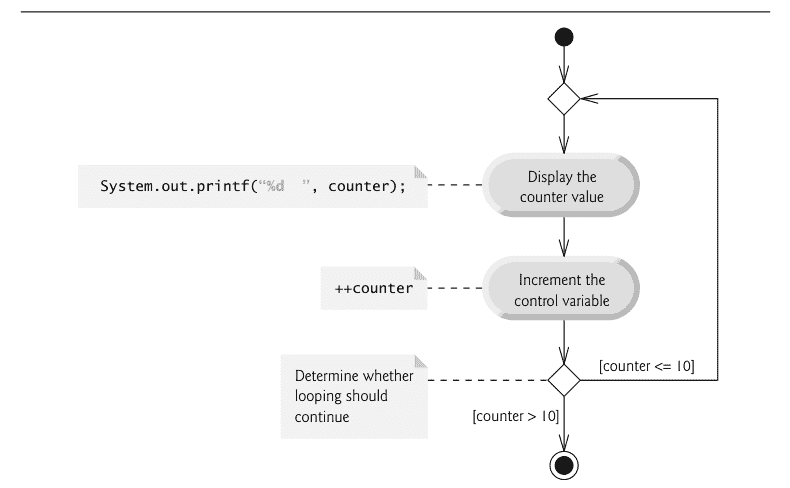 Display the
counter value
System.out.printf(“%d  ”, counter);
Increment the
control variable
++counter
Determine whether
looping should
continue
[counter <= 10]
[counter > 10]